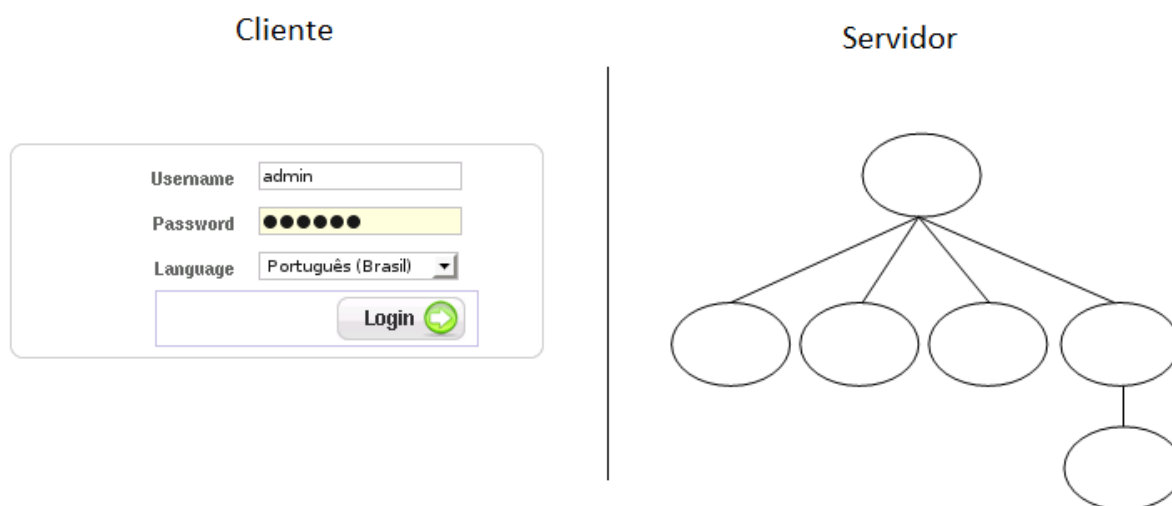 Cliente
Servidor
Username admin
Password ●●●●●●
Language Português (Brasil)
Login